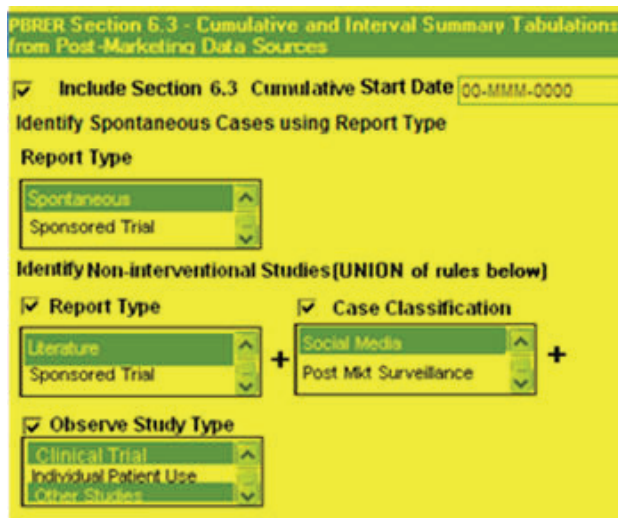 PBRER Section 6.3 - Cumulative and Interval Summary Tabulations
from Post-Marketing Data Sources
Include Section 6.3 Cumulative Start Date 00-MMM-0000
Identify Spontaneous Cases using Report Type
Report Type
Spontaneous
Sponsored Trial
Identify Non-interventional Studies (UNION of rules below)
Report Type Case Classification
Literature Social Media
Sponsored Trial + Post Mkt Surveillance +
Observe Study Type
Clinical Trial
Individual Patient Use
Other Studies